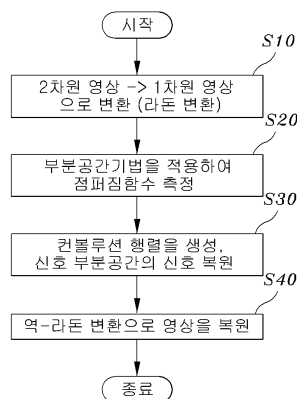 시작
S10
2차원 영상 -> 1차원 영상
으로 변환 (라돈 변환)
S20
부분공간기법을 적용하여
점퍼짐함수 측정
S30
컨볼루션 행렬을 생성,
신호 부분공간의 신호 복원
S40
역-라돈 변환으로 영상을 복원
종료